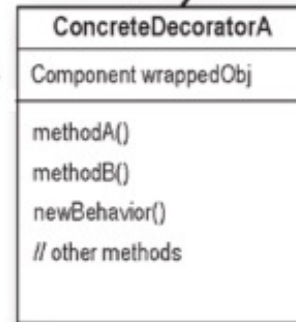 ConcreteDecoratorA
Component wrappedObj
methodA()
methodB()
newBehavior()
// other methods